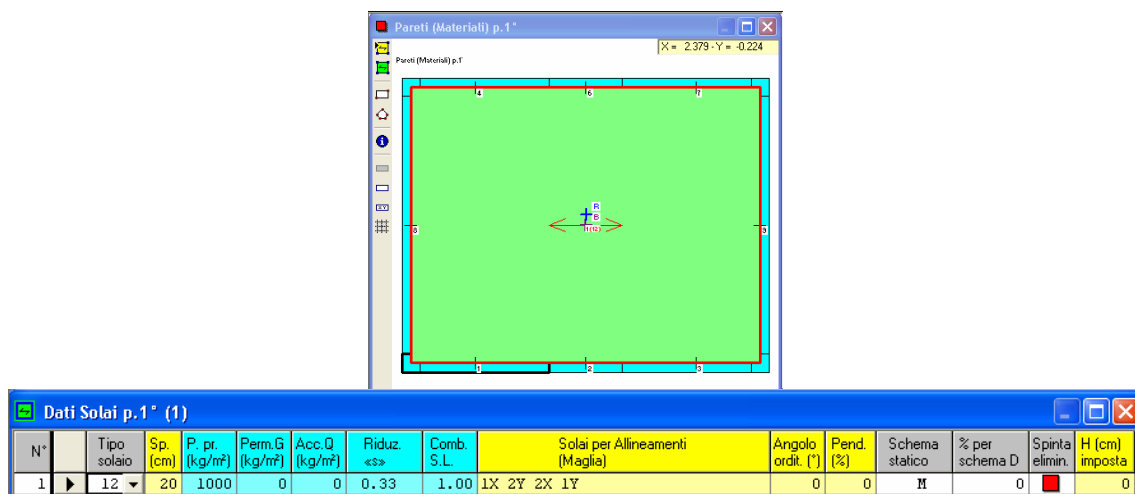 Pareti (Materiali) p.1°
X = 2.379 - Y = -0.224
Pareti (Materiali) p.1°
4 6 7
R
B
8 1(12) 9
1 2 3
Dati Solai p.1° (1)
N° Tipo solaio Sp. (cm) P. pr. (kg/m²) Perm.G (kg/m²) Acc.Q (kg/m²) Riduz. «s» Comb. S.L. Solai per Allineamenti (Maglia) Angolo ordit. (°) Pend. (%) Schema statico % per schema D Spinta elimin. H (cm) imposta
1 12 20 1000 0 0 0.33 1.00 1X 2Y 2X 1Y 0 0 M 0 0